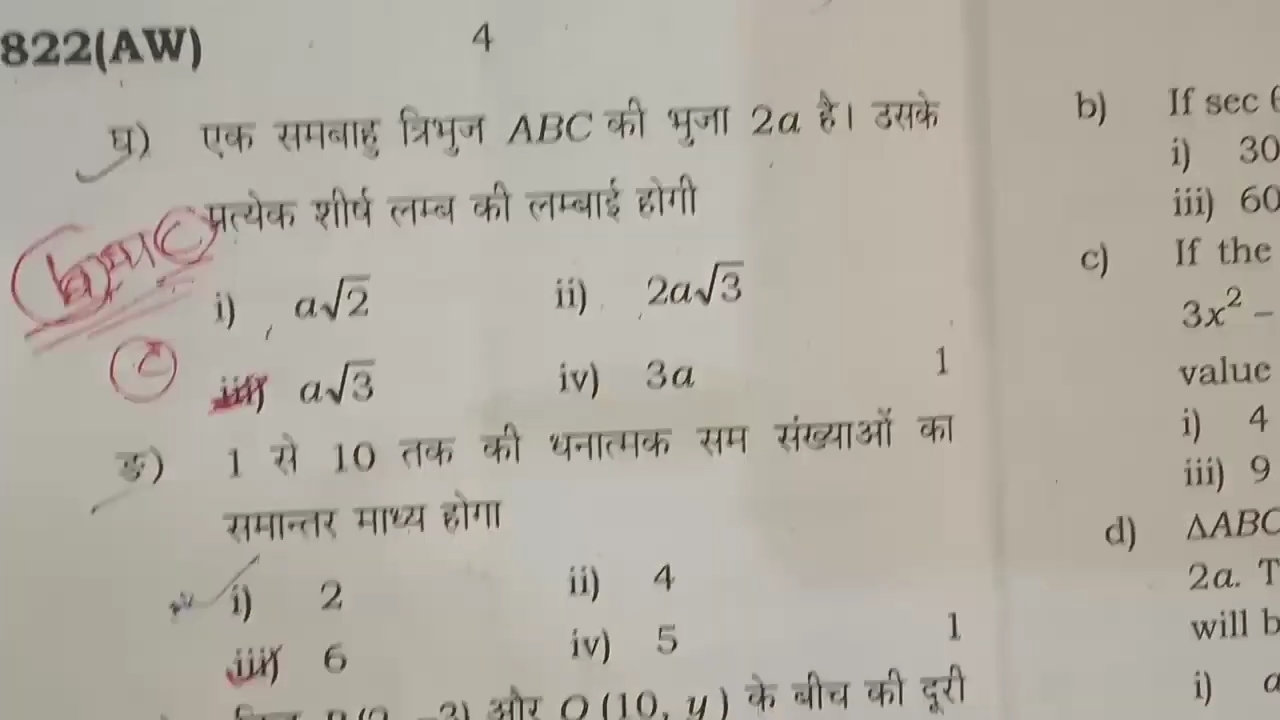 822(AW)
4
घ) एक समबाहु त्रिभुज ABC की भुजा 2a है। उसके
प्रत्येक शीर्ष लम्ब की लम्बाई होगी
i) a√2 ii) 2a√3
iii) a√3 iv) 3a 1
ङ) 1 से 10 तक की धनात्मक सम संख्याओं का
समान्तर माध्य होगा
i) 2 ii) 4
iii) 6 iv) 5 1
और Q (10, y) के बीच की दूरी
b) If sec
i) 30
iii) 60
c) If the
3x² –
value
i) 4
iii) 9
d) ΔABC
2a. T
will b
i) a